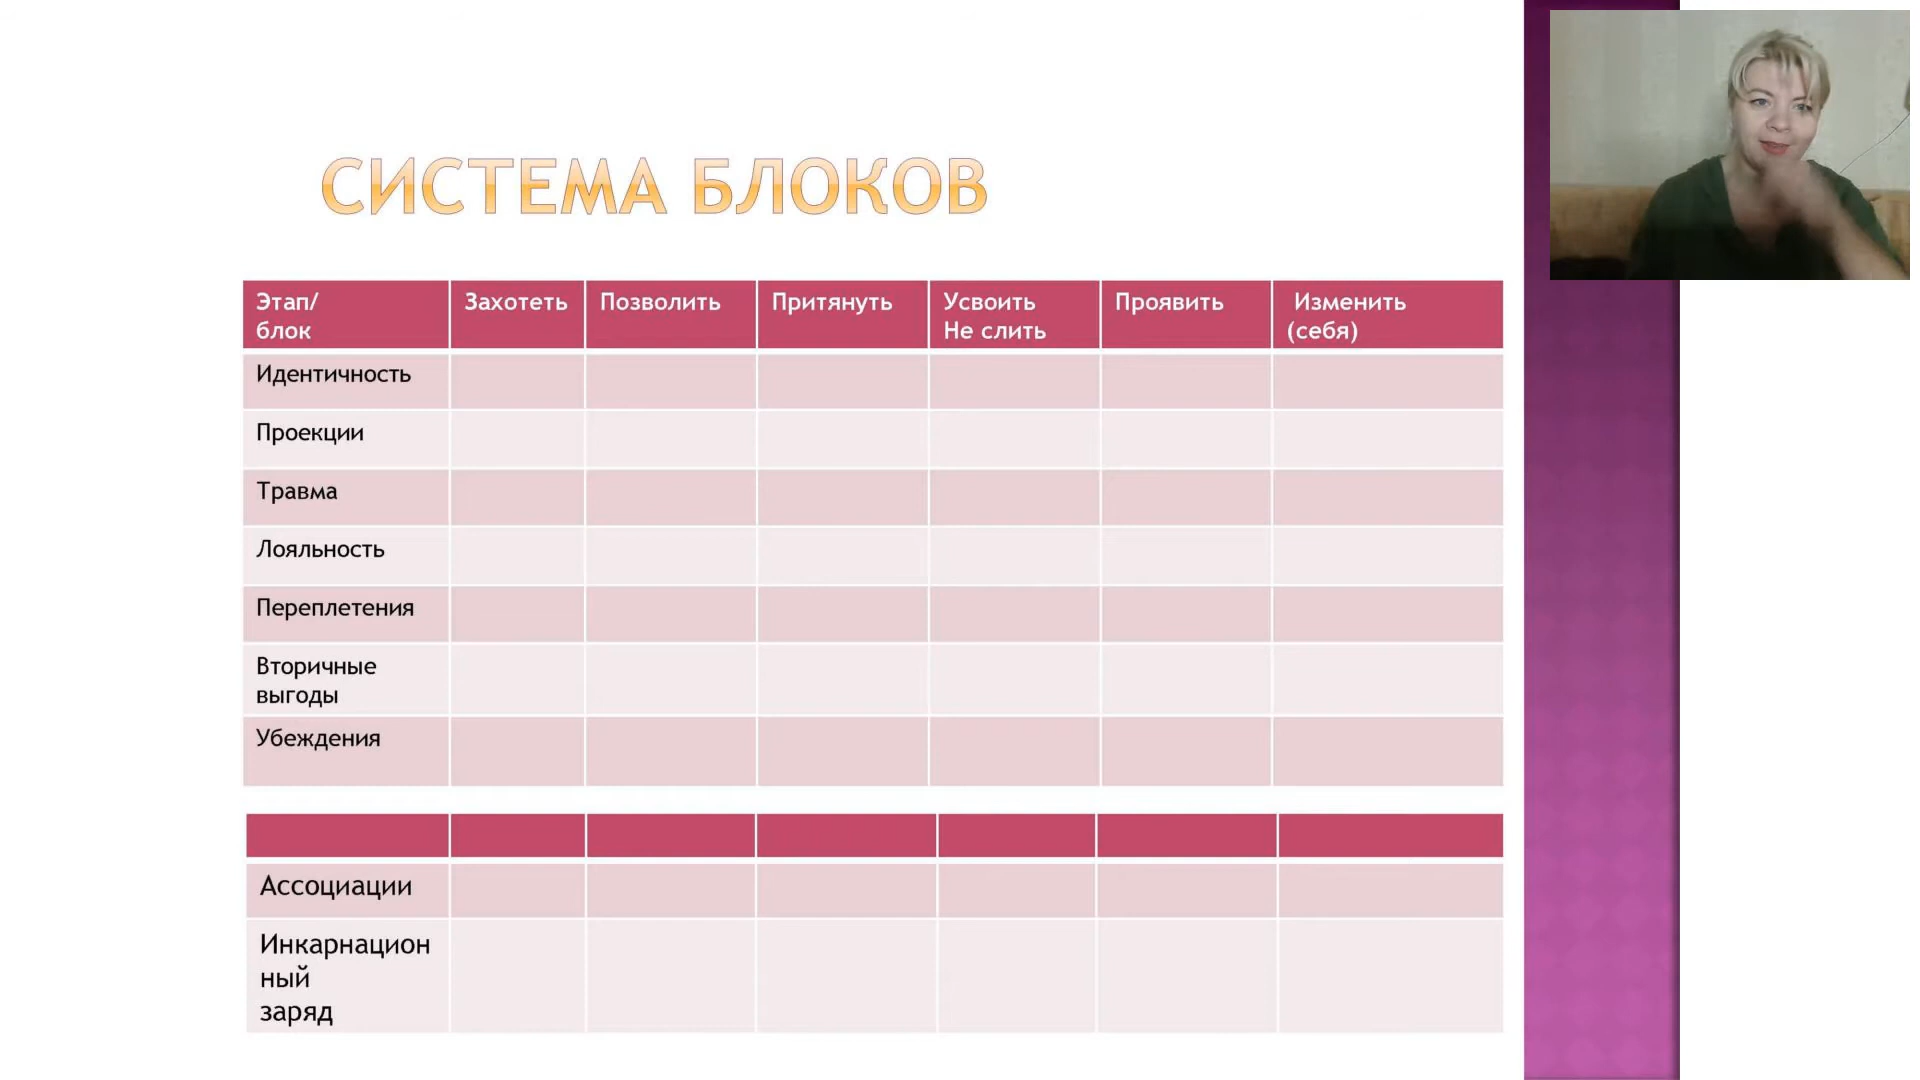 СИСТЕМА БЛОКОВ
Этап/ Захотеть Позволить Притянуть Усвоить Проявить Изменить
блок Не слить (себя)
Идентичность
Проекции
Травма
Лояльность
Переплетения
Вторичные
выгоды
Убеждения
Ассоциации
Инкарнацион
ный
заряд